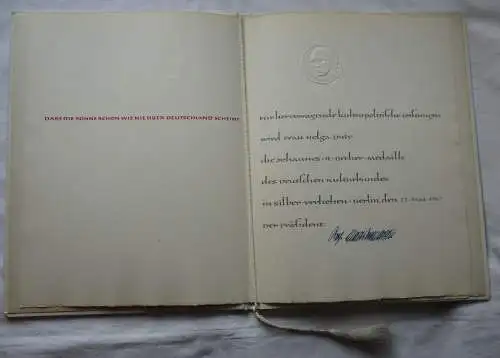 DASS DIE SONNE SCHÖN WIE NIE ÜBER DEUTSCHLAND SCHEINT
Für hervorragende kulturpolitische Leistungen
wird Frau Helga
die Johannes-R.-Becher-Medaille
des Deutschen Kulturbundes
in Silber verliehen. Berlin, den 22.
Der Präsident: